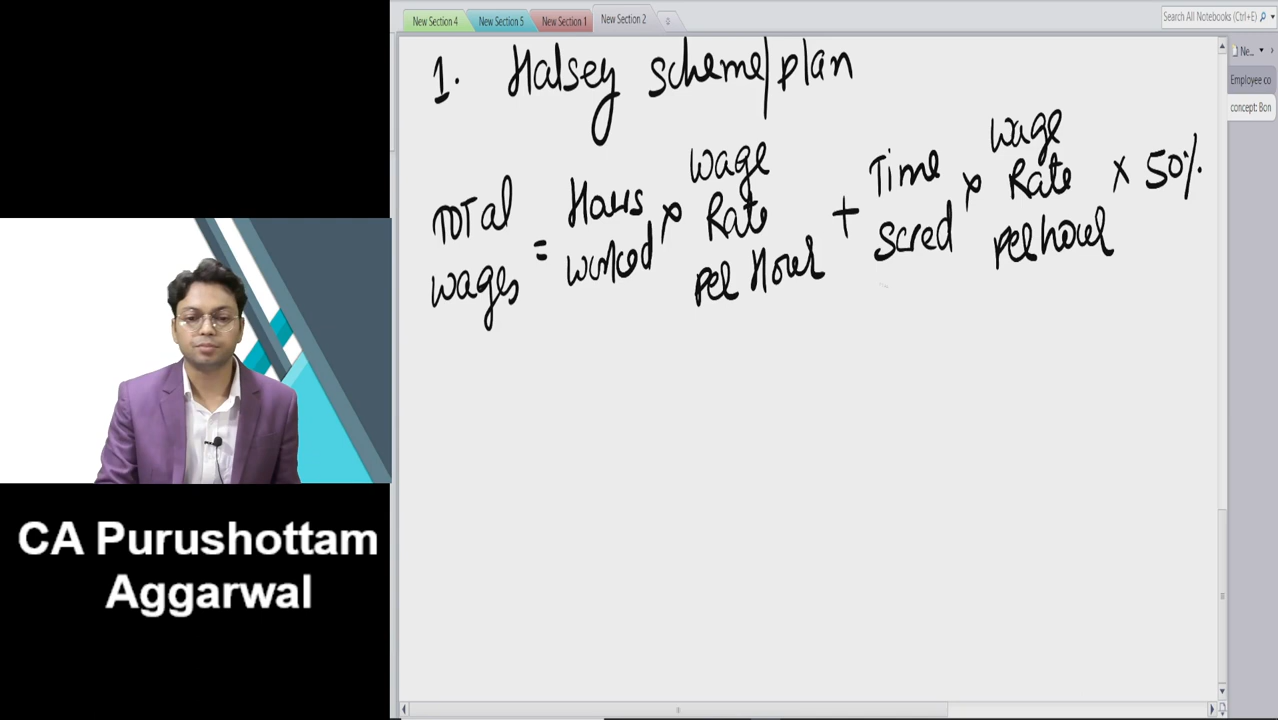 New Section 4
New Section 5
New Section 1
New Section 2
Search All Notebooks (Ctrl+E)
Ne...
Employee co
concept: Bon
1. Halsey scheme/plan
Total wages = Hours worked x wage Rate per Hour + Time saved x wage Rate per hour x 50%
CA Purushottam
Aggarwal